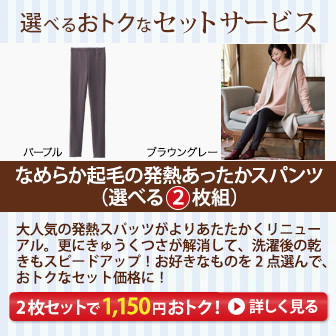 選べるおトクなセットサービス
パープル
ブラウングレー
なめらか起毛の発熱あったかスパンツ
(選べる2枚組)
大人気の発熱スパッツがよりあたたかくリニュー
アル。更にきゅうくつさが解消して、洗濯後の乾
きもスピードアップ!お好きなものを2点選んで、
おトクなセット価格に!
2枚セットで1,150円おトク! 詳しく見る